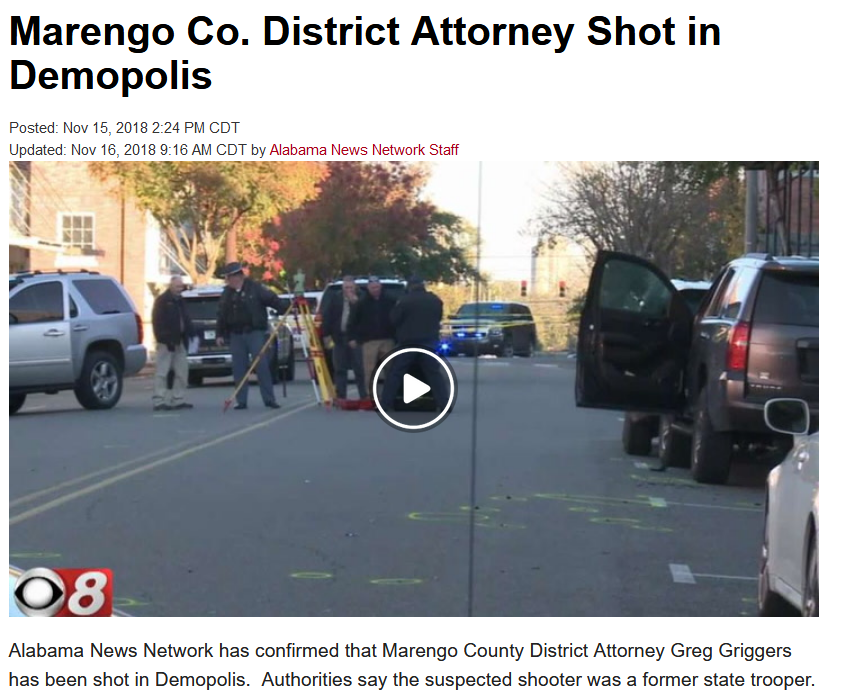 Marengo Co. District Attorney Shot in
Demopolis
Posted: Nov 15, 2018 2:24 PM CDT
Updated: Nov 16, 2018 9:16 AM CDT by Alabama News Network Staff
8
Alabama News Network has confirmed that Marengo County District Attorney Greg Griggers
has been shot in Demopolis.  Authorities say the suspected shooter was a former state trooper.